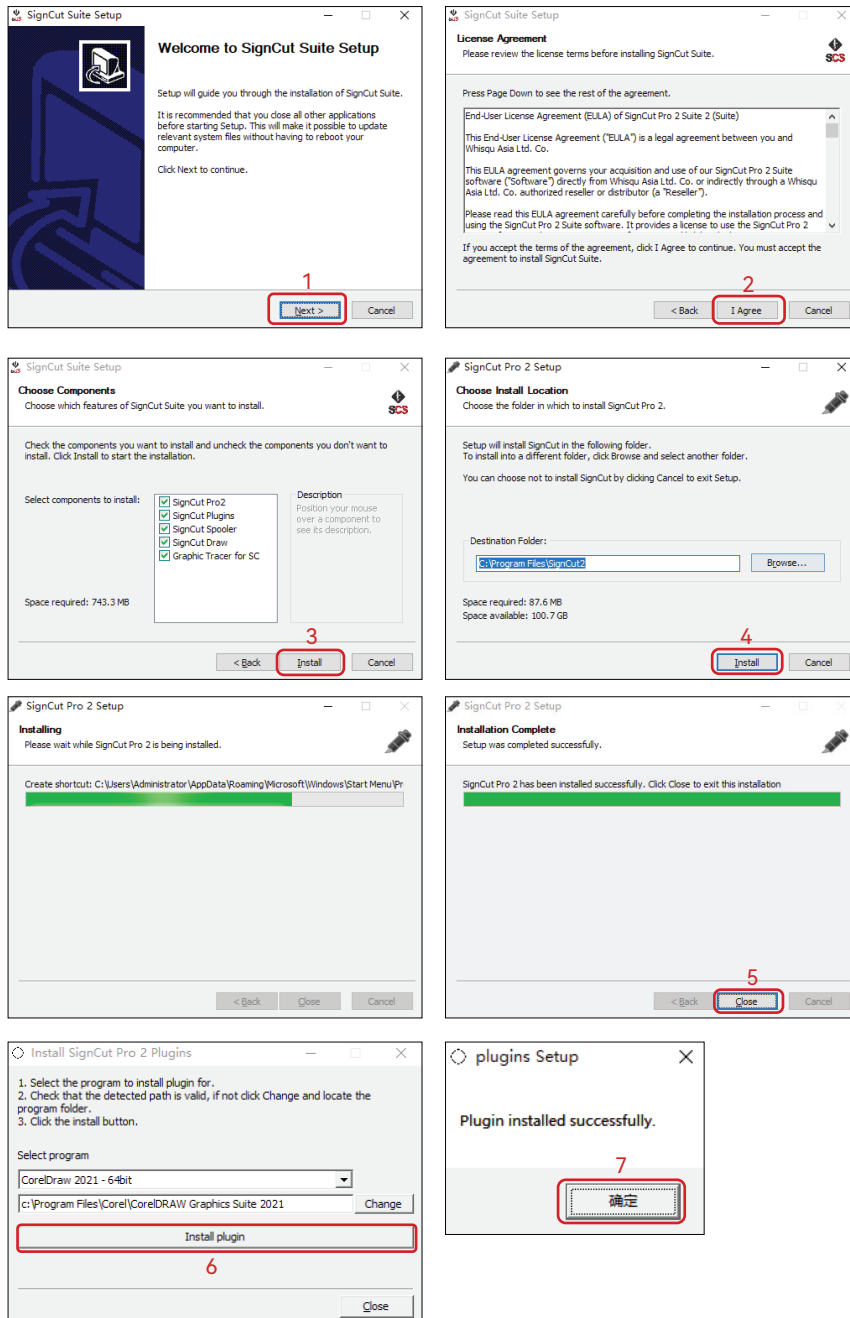 SignCut Suite Setup
Welcome to SignCut Suite Setup
Setup will guide you through the installation of SignCut Suite.
It is recommended that you close all other applications
before starting Setup. This will make it possible to update
relevant system files without having to reboot your
computer.
Click Next to continue.
1
Next >
Cancel
SignCut Suite Setup
License Agreement
Please review the license terms before installing SignCut Suite.
SCS
Press Page Down to see the rest of the agreement.
End-User License Agreement (EULA) of SignCut Pro 2 Suite 2 (Suite)
This End-User License Agreement ("EULA") is a legal agreement between you and
Whisqu Asia Ltd. Co.
This EULA agreement governs your acquisition and use of our SignCut Pro 2 Suite
software ("Software") directly from Whisqu Asia Ltd. Co. or indirectly through a Whisqu
Asia Ltd. Co. authorized reseller or distributor (a "Reseller").
Please read this EULA agreement carefully before completing the installation process and
using the SignCut Pro 2 Suite software. It provides a license to use the SignCut Pro 2
If you accept the terms of the agreement, click I Agree to continue. You must accept the
agreement to install SignCut Suite.
2
< Back
I Agree
Cancel
SignCut Suite Setup
Choose Components
Choose which features of SignCut Suite you want to install.
SCS
Check the components you want to install and uncheck the components you don't want to
install. Click Install to start the installation.
Select components to install:
SignCut Pro2
SignCut Plugins
SignCut Spooler
SignCut Draw
Graphic Tracer for SC
Description
Position your mouse
over a component to
see its description.
Space required: 743.3 MB
3
< Back
Install
Cancel
SignCut Pro 2 Setup
Choose Install Location
Choose the folder in which to install SignCut Pro 2.
Setup will install SignCut in the following folder.
To install into a different folder, click Browse and select another folder.
You can choose not to install SignCut by clicking Cancel to exit Setup.
Destination Folder:
C:\Program Files\SignCut2
Browse...
Space required: 87.6 MB
Space available: 100.7 GB
4
Install
Cancel
SignCut Pro 2 Setup
Installing
Please wait while SignCut Pro 2 is being installed.
Create shortcut: C:\Users\Administrator\AppData\Roaming\Microsoft\Windows\Start Menu\Pr
< Back
Close
Cancel
SignCut Pro 2 Setup
Installation Complete
Setup was completed successfully.
SignCut Pro 2 has been installed successfully. Click Close to exit this installation
5
< Back
Close
Cancel
Install SignCut Pro 2 Plugins
1. Select the program to install plugin for.
2. Check that the detected path is valid, if not click Change and locate the
program folder.
3. Click the install button.
Select program
CorelDraw 2021 - 64bit
c:\Program Files\Corel\CorelDRAW Graphics Suite 2021
Change
Install plugin
6
Close
plugins Setup
Plugin installed successfully.
7
确定